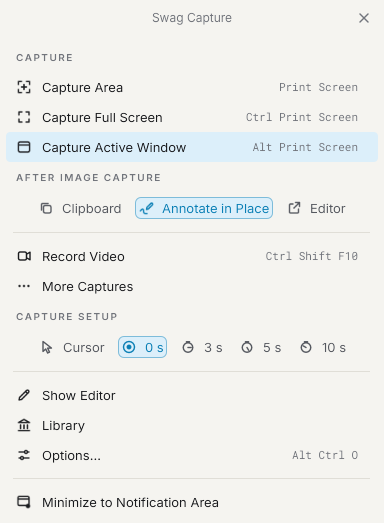 Swag Capture
CAPTURE
Capture Area Print Screen
Capture Full Screen Ctrl Print Screen
Capture Active Window Alt Print Screen
AFTER IMAGE CAPTURE
Clipboard Annotate in Place Editor
Record Video Ctrl Shift F10
More Captures
CAPTURE SETUP
Cursor 0 s 3 s 5 s 10 s
Show Editor
Library
Options... Alt Ctrl O
Minimize to Notification Area